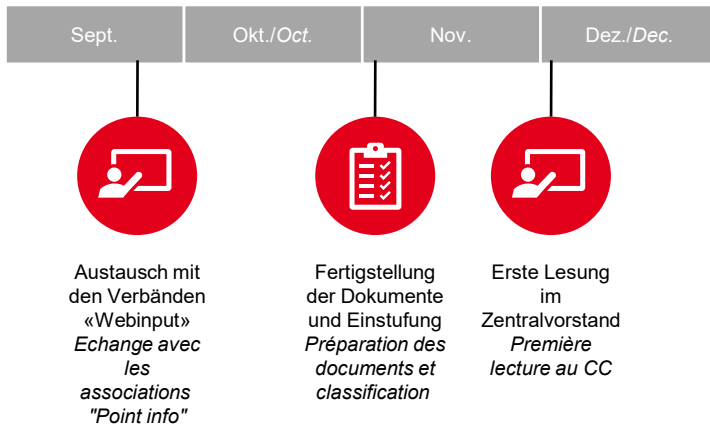 Sept.
Okt./Oct.
Nov.
Dez./Dec.
Austausch mit
den Verbänden
«Webinput»
Echange avec
les
associations
"Point info"
Fertigstellung
der Dokumente
und Einstufung
Préparation des
documents et
classification
Erste Lesung
im
Zentralvorstand
Première
lecture au CC